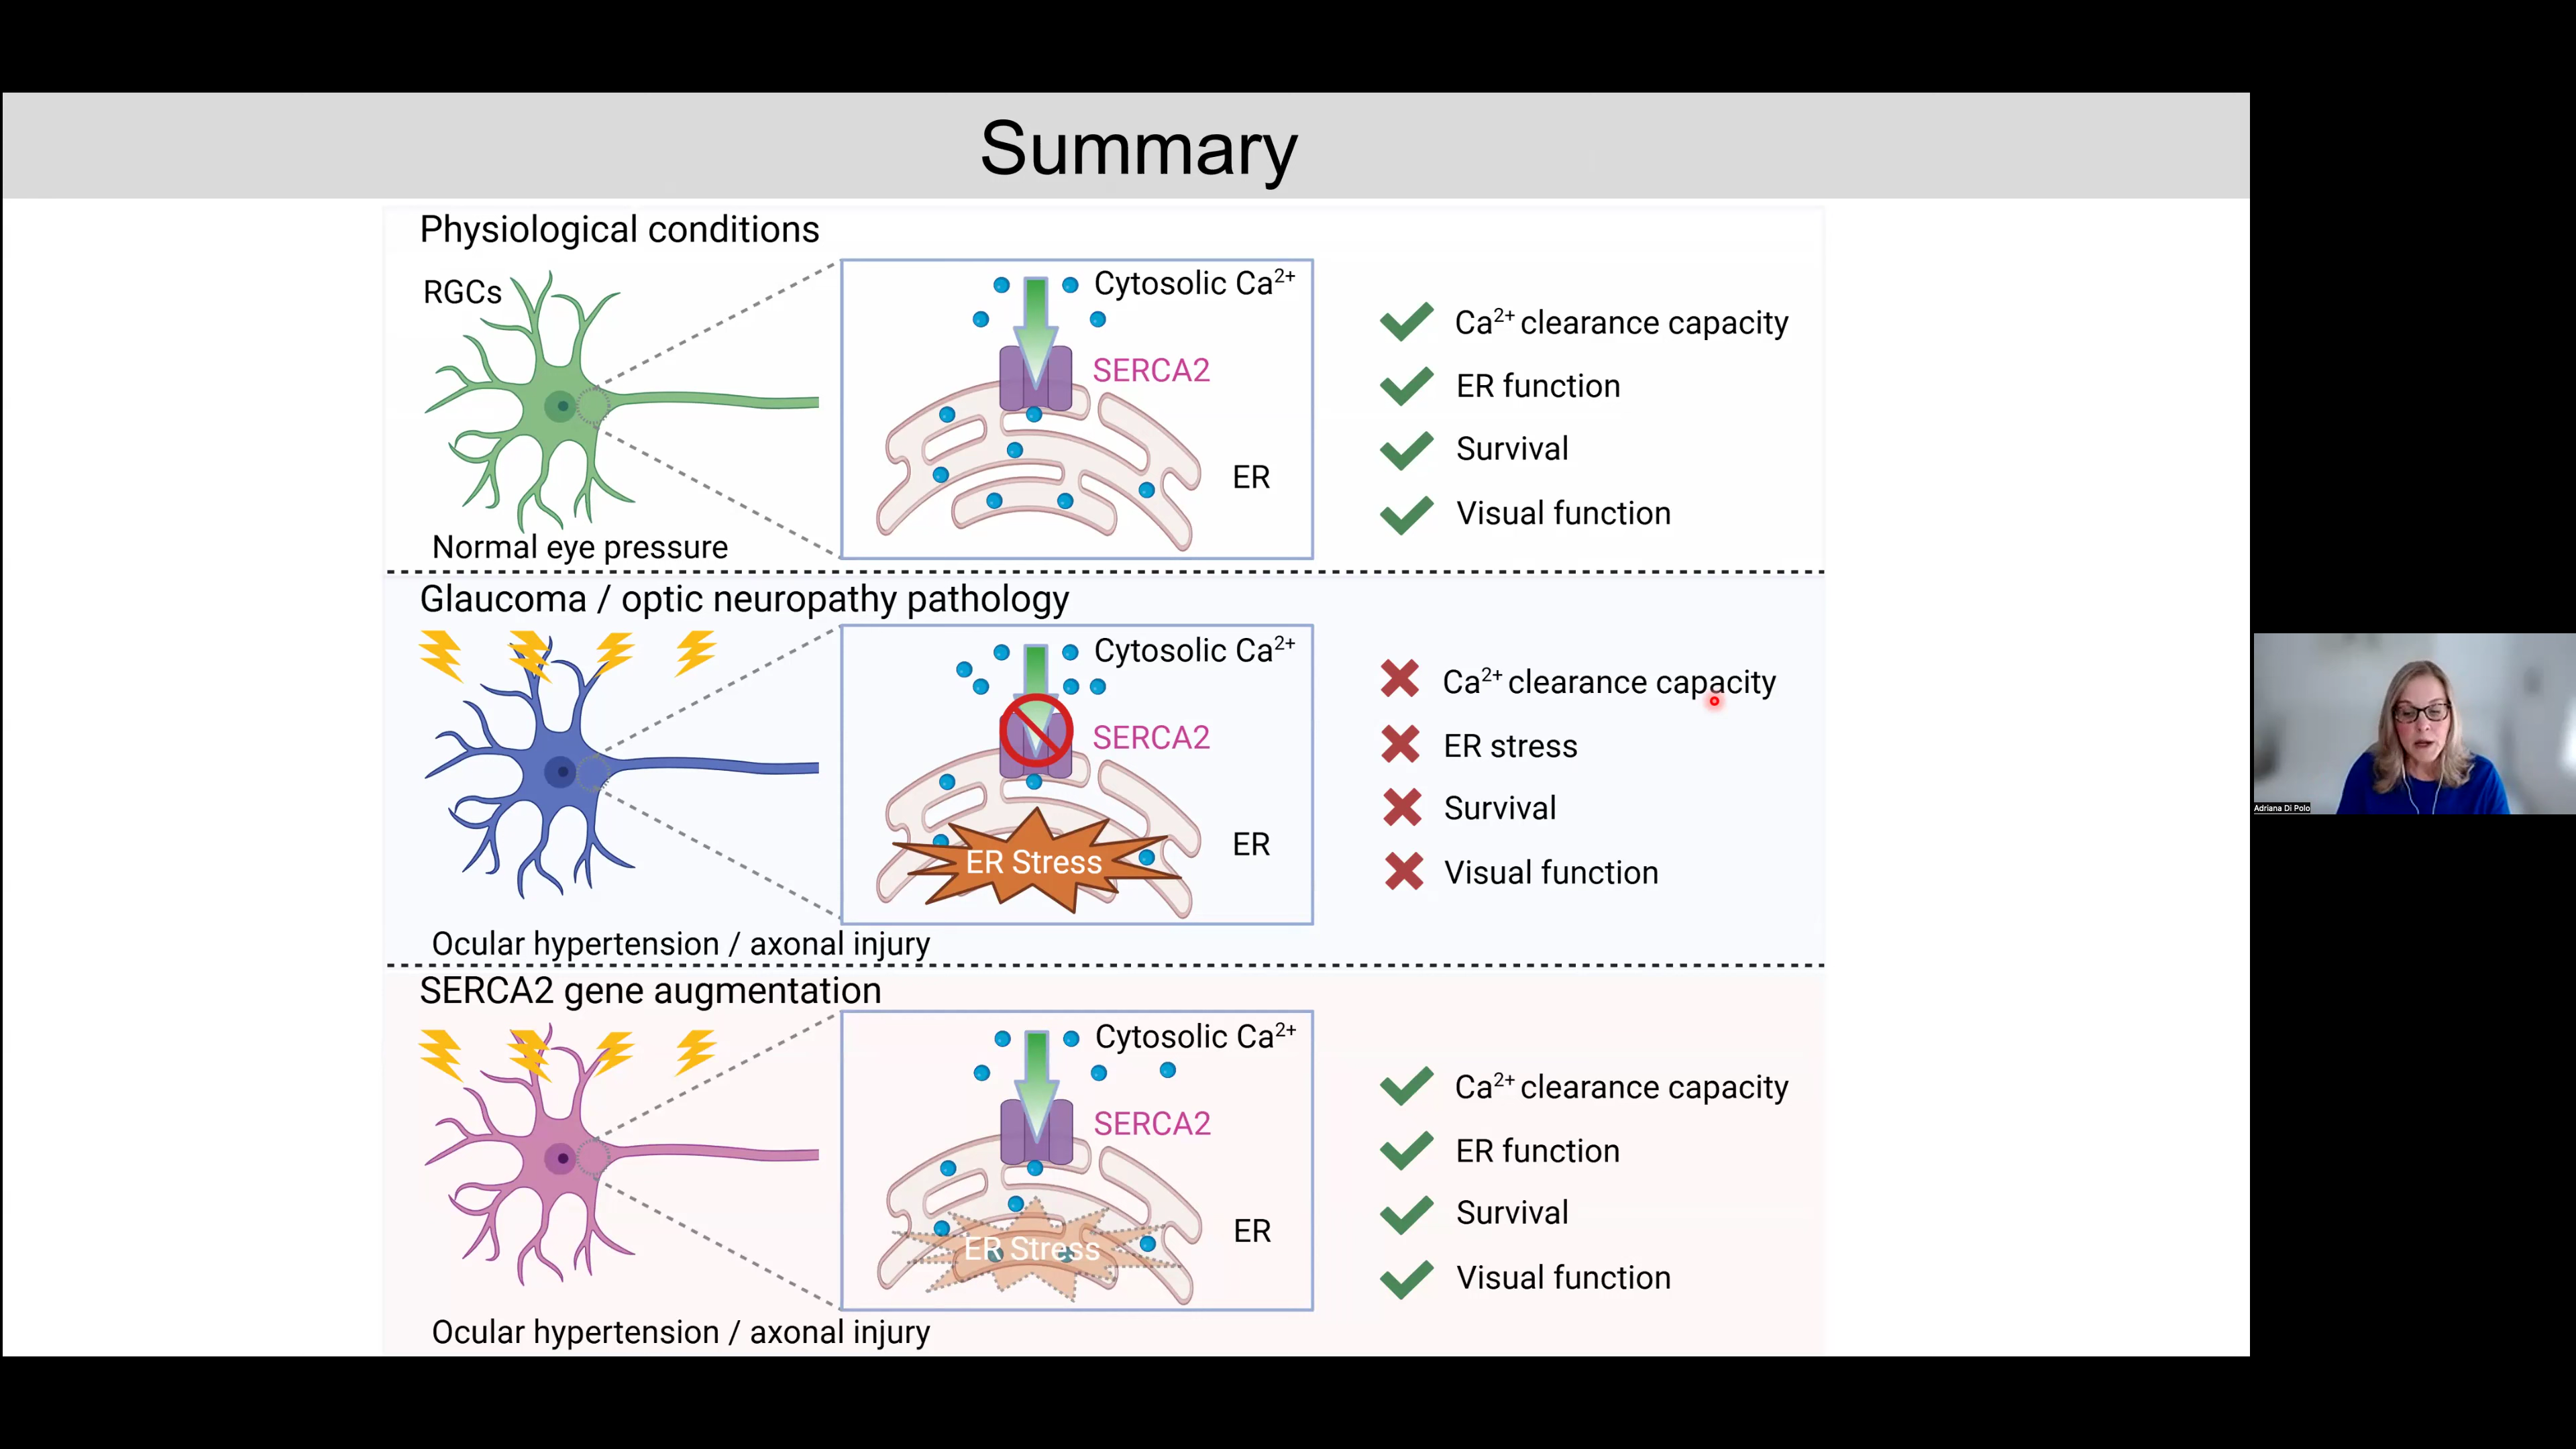 Summary
Physiological conditions
RGCs
Normal eye pressure
Cytosolic Ca²⁺
SERCA2
ER
Ca²⁺ clearance capacity
ER function
Survival
Visual function
Glaucoma / optic neuropathy pathology
Ocular hypertension / axonal injury
Cytosolic Ca²⁺
SERCA2
ER
ER Stress
Ca²⁺ clearance capacity
ER stress
Survival
Visual function
SERCA2 gene augmentation
Ocular hypertension / axonal injury
Cytosolic Ca²⁺
SERCA2
ER
ER Stress
Ca²⁺ clearance capacity
ER function
Survival
Visual function
Adriana Di Polo